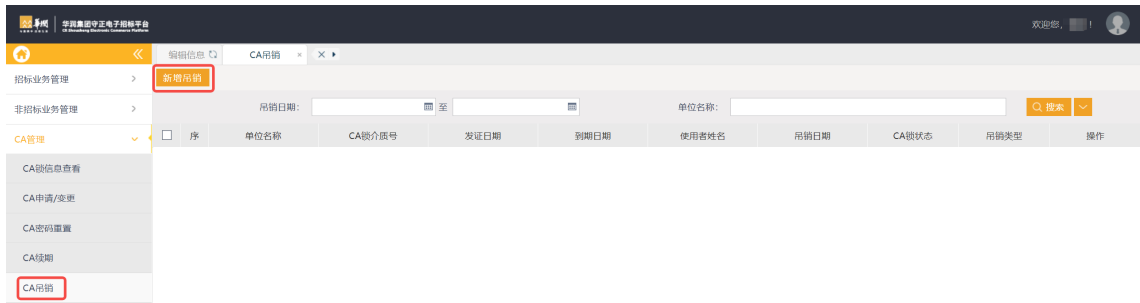 華潤 华润集团守正电子招标平台
CR Shouzheng Electronic Commerce Platform
欢迎您, !
编辑信息 CA吊销 ×
招标业务管理
新增吊销
非招标业务管理
吊销日期: 至 单位名称: 搜索
CA管理
序 单位名称 CA锁介质号 发证日期 到期日期 使用者姓名 吊销日期 CA锁状态 吊销类型 操作
CA锁信息查看
CA申请/变更
CA密码重置
CA续期
CA吊销